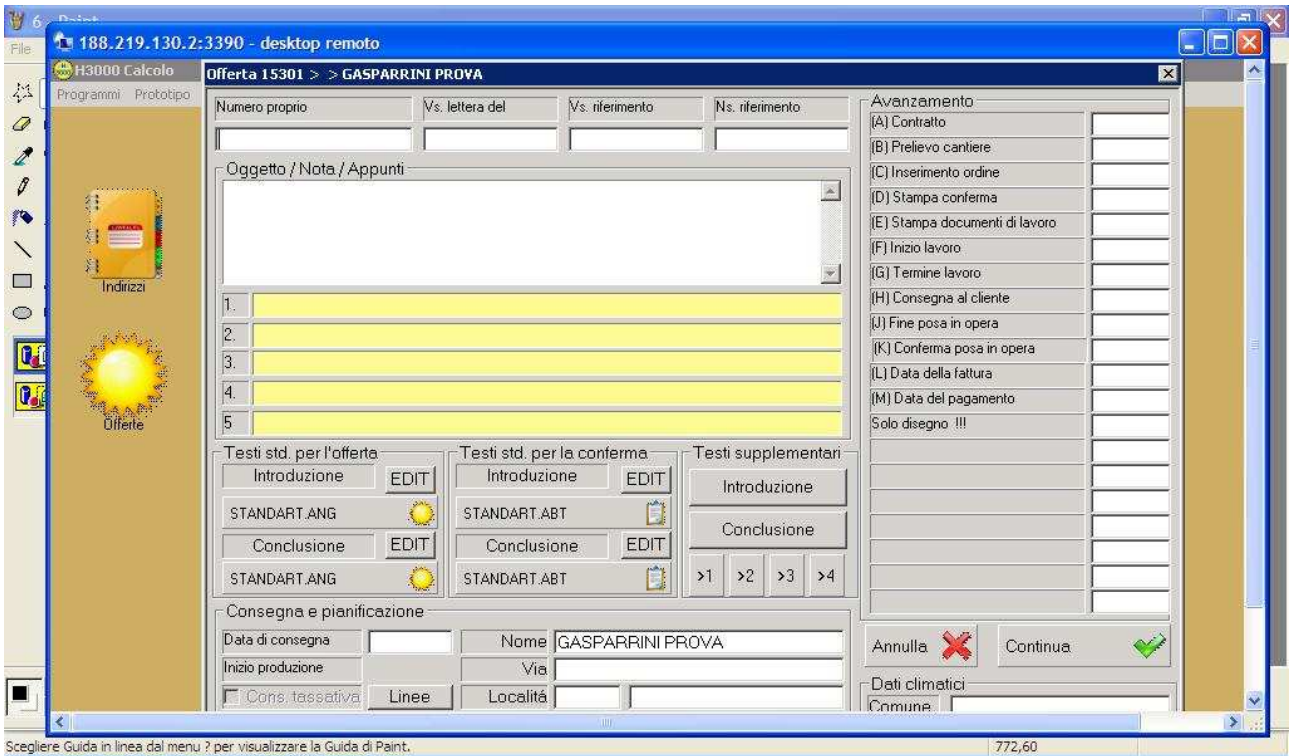 6 - Paint
File
188.219.130.2:3390 - desktop remoto
H3000 Calcolo
Programmi Prototipo
Indirizzi
Offerte
Offerta 15301 > > GASPARRINI PROVA
Numero proprio Vs. lettera del Vs. riferimento Ns. riferimento
Oggetto / Nota / Appunti
1.
2.
3.
4.
5
Testi std. per l'offerta
Introduzione EDIT
STANDART.ANG
Conclusione EDIT
STANDART.ANG
Testi std. per la conferma
Introduzione EDIT
STANDART.ABT
Conclusione EDIT
STANDART.ABT
Testi supplementari
Introduzione
Conclusione
>1 >2 >3 >4
Consegna e pianificazione
Data di consegna
Inizio produzione
Cons. tassativa Linee
Nome GASPARRINI PROVA
Via
Localitá
Avanzamento
(A) Contratto
(B) Prelievo cantiere
(C) Inserimento ordine
(D) Stampa conferma
(E) Stampa documenti di lavoro
(F) Inizio lavoro
(G) Termine lavoro
(H) Consegna al cliente
(J) Fine posa in opera
(K) Conferma posa in opera
(L) Data della fattura
(M) Data del pagamento
Solo disegno !!!
Annulla Continua
Dati climatici
Comune
Scegliere Guida in linea dal menu ? per visualizzare la Guida di Paint.
772,60